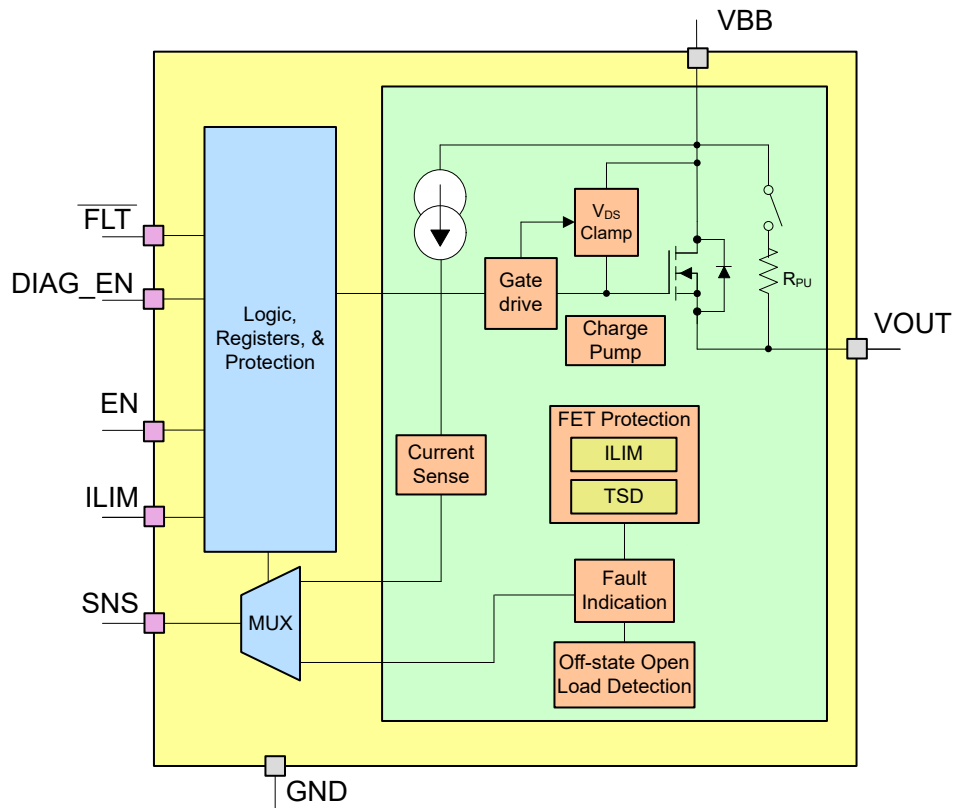 VBB
FLT
DIAG_EN
EN
ILIM
SNS
Logic,
Registers, &
Protection
MUX
GND
VDS
Clamp
Gate
drive
Charge
Pump
RPU
VOUT
Current
Sense
FET Protection
ILIM
TSD
Fault
Indication
Off-state Open
Load Detection